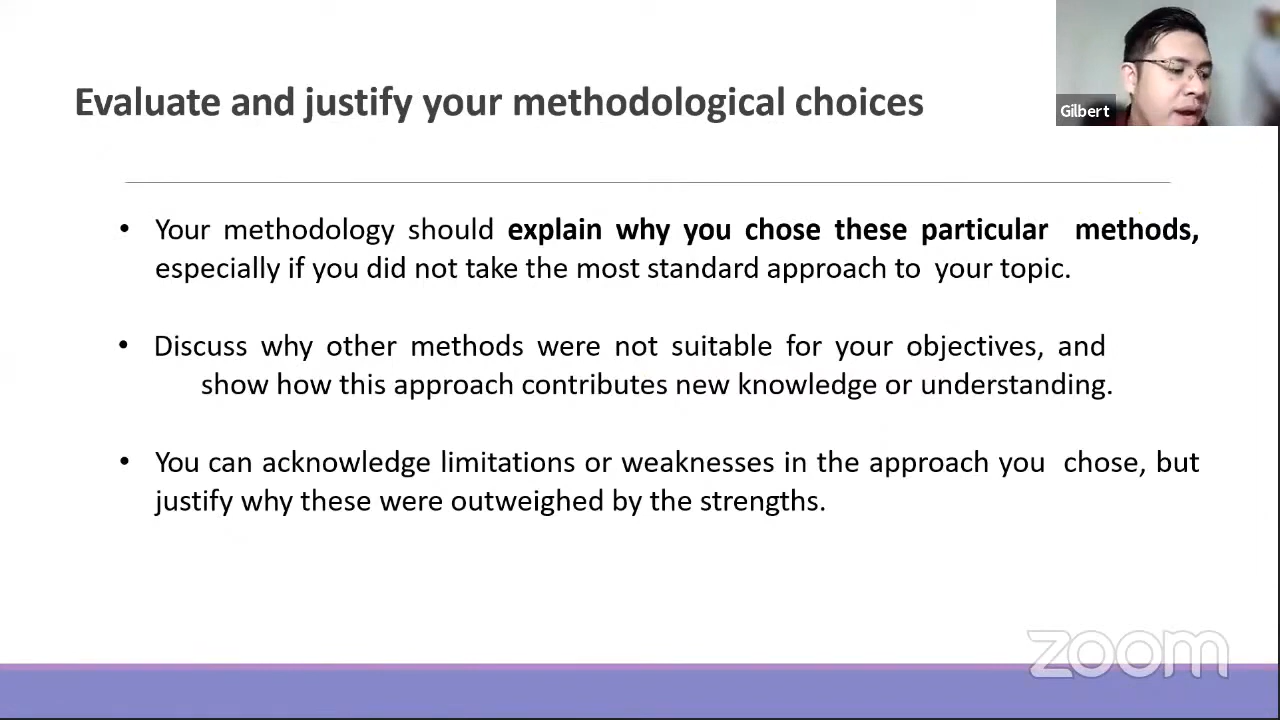 Evaluate and justify your methodological choices
Gilbert
• Your methodology should explain why you chose these particular methods,
especially if you did not take the most standard approach to your topic.
• Discuss why other methods were not suitable for your objectives, and
show how this approach contributes new knowledge or understanding.
• You can acknowledge limitations or weaknesses in the approach you chose, but
justify why these were outweighed by the strengths.
zoom